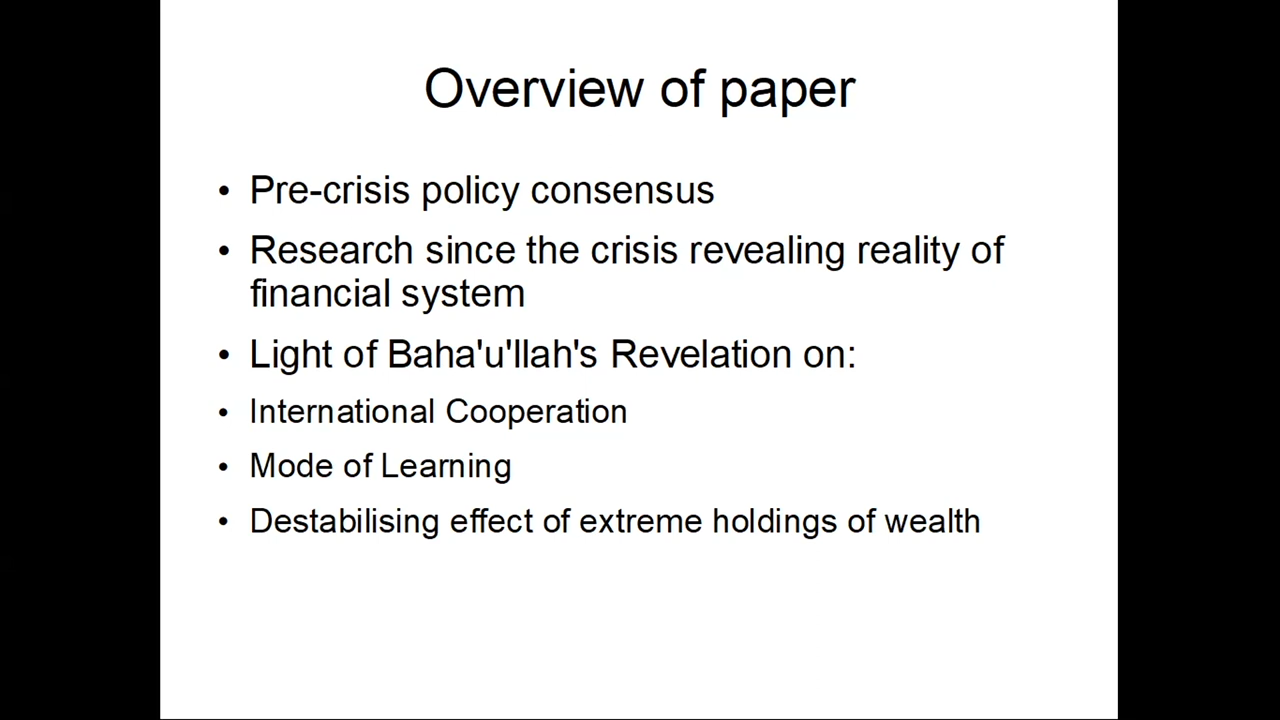 Overview of paper
• Pre-crisis policy consensus
• Research since the crisis revealing reality of
financial system
• Light of Baha'u'llah's Revelation on:
• International Cooperation
• Mode of Learning
• Destabilising effect of extreme holdings of wealth